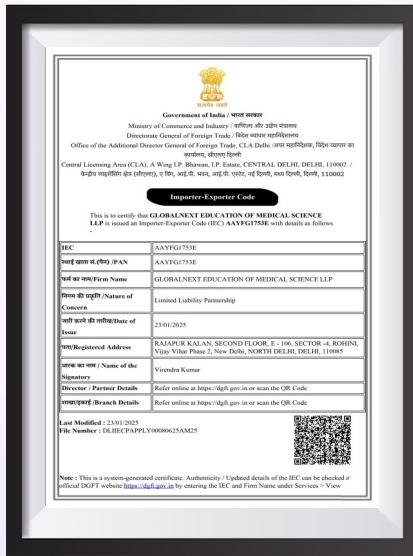 सत्यमेव जयते
Government of India / भारत सरकार
Ministry of Commerce and Industry / वाणिज्य और उद्योग मंत्रालय
Directorate General of Foreign Trade / विदेश व्यापार महानिदेशालय
Office of the Additional Director General of Foreign Trade, CLA Delhi /अपर महानिदेशक, विदेश व्यापार का
कार्यालय, सीएलए दिल्ली
Central Licensing Area (CLA), A Wing I.P. Bhawan, I.P. Estate, CENTRAL DELHI, DELHI, 110002 /
केन्द्रीय लाइसेंसिंग क्षेत्र (सीएलए), ए विंग, आई.पी. भवन, आई.पी. एस्टेट, नई दिल्ली, मध्य दिल्ली, दिल्ली, 110002
Importer-Exporter Code
This is to certify that GLOBALNEXT EDUCATION OF MEDICAL SCIENCE
LLP is issued an Importer-Exporter Code (IEC) AAYFG1753E with details as follows
-
IEC AAYFG1753E
स्थाई खाता सं.(पैन) /PAN AAYFG1753E
फर्म का नाम/Firm Name GLOBALNEXT EDUCATION OF MEDICAL SCIENCE LLP
निगम की प्रकृति /Nature of
Concern Limited Liability Partnership
जारी करने की तारीख/Date of
Issue 23/01/2025
पता/Registered Address RAJAPUR KALAN, SECOND FLOOR, E - 106, SECTOR -4, ROHINI,
Vijay Vihar Phase 2, New Delhi, NORTH DELHI, DELHI, 110085
धारक का नाम / Name of the
Signatory Virendra Kumar
Director / Partner Details Refer online at https://dgft.gov.in or scan the QR Code
शाखा/इकाई /Branch Details Refer online at https://dgft.gov.in or scan the QR Code
Last Modified : 23/01/2025
File Number : DLIIECPAPPLY00080625AM25
Note : This is a system-generated certificate. Authenticity / Updated details of the IEC can be checked
official DGFT website https://dgft.gov.in by entering the IEC and Firm Name under Services > View